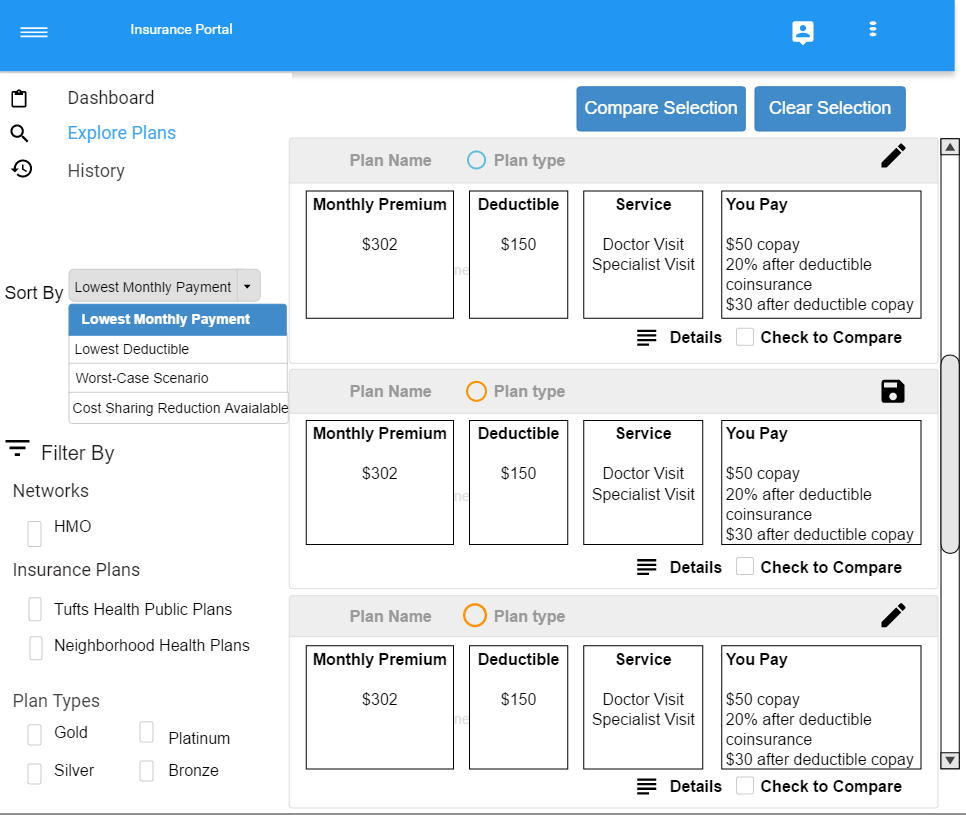 Insurance Portal
Dashboard
Explore Plans
History
Sort By
Lowest Monthly Payment
Lowest Monthly Payment
Lowest Deductible
Worst-Case Scenario
Cost Sharing Reduction Avaialable
Filter By
Networks
HMO
Insurance Plans
Tufts Health Public Plans
Neighborhood Health Plans
Plan Types
Gold
Platinum
Silver
Bronze
Compare Selection
Clear Selection
Plan Name
Plan type
Monthly Premium
$302
Deductible
$150
Service
Doctor Visit
Specialist Visit
You Pay
$50 copay
20% after deductible
coinsurance
$30 after deductible copay
ne
Details
Check to Compare
Plan Name
Plan type
Monthly Premium
$302
Deductible
$150
Service
Doctor Visit
Specialist Visit
You Pay
$50 copay
20% after deductible
coinsurance
$30 after deductible copay
ne
Details
Check to Compare
Plan Name
Plan type
Monthly Premium
$302
Deductible
$150
Service
Doctor Visit
Specialist Visit
You Pay
$50 copay
20% after deductible
coinsurance
$30 after deductible copay
ne
Details
Check to Compare